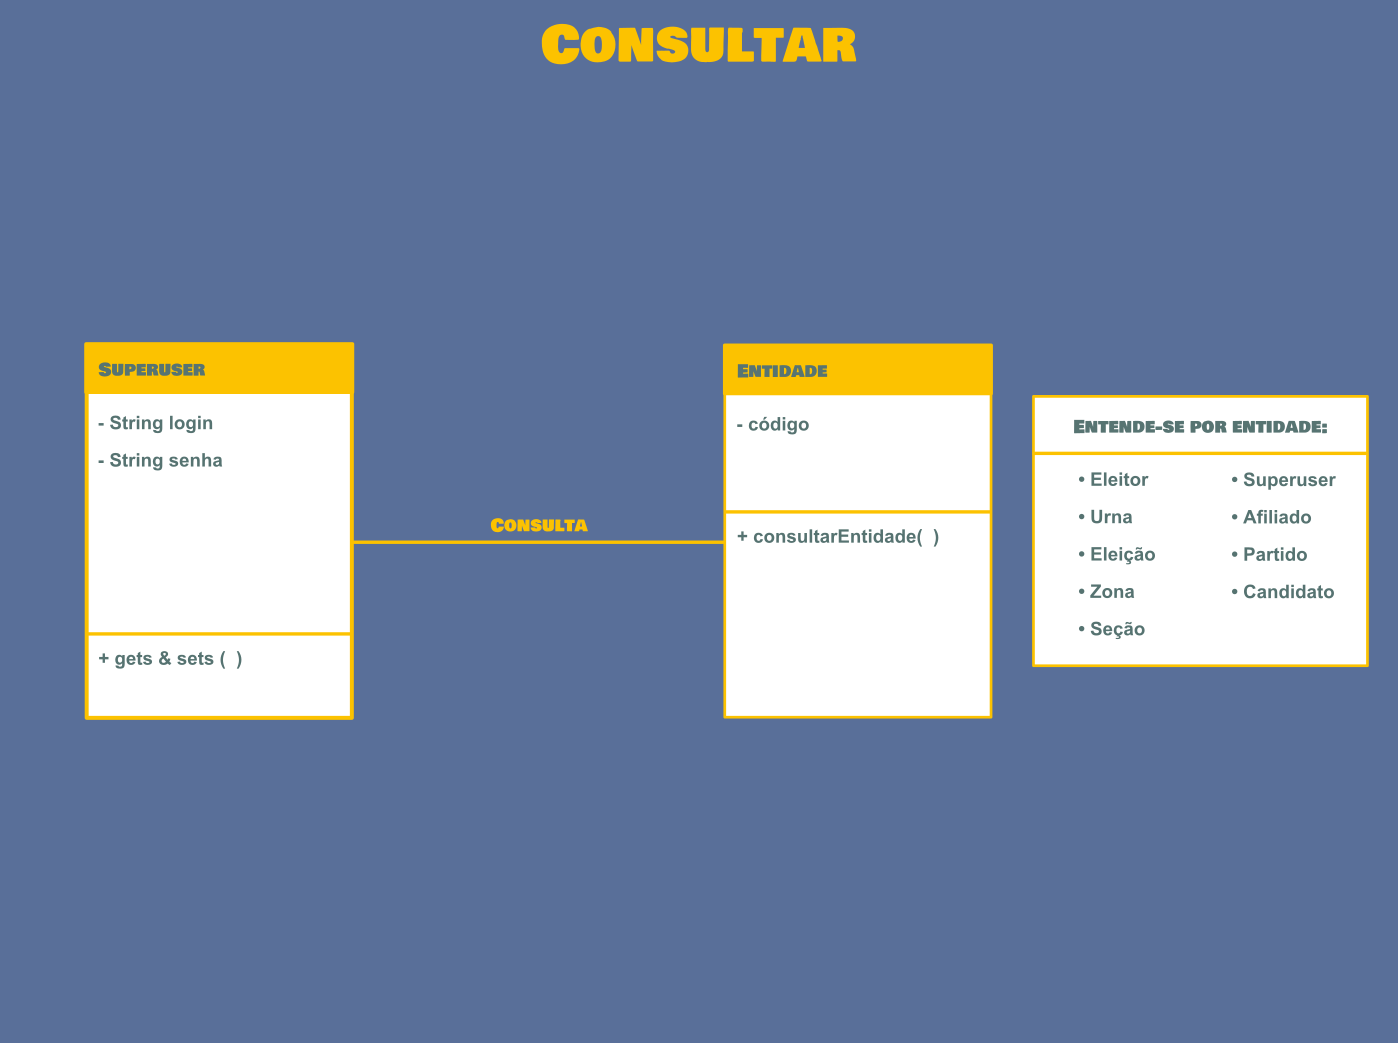 Consultar
Superuser
- String login
- String senha
+ gets & sets (  )
Consulta
Entidade
- código
+ consultarEntidade(  )
Entende-se por entidade:
• Eleitor
• Urna
• Eleição
• Zona
• Seção
• Superuser
• Afiliado
• Partido
• Candidato